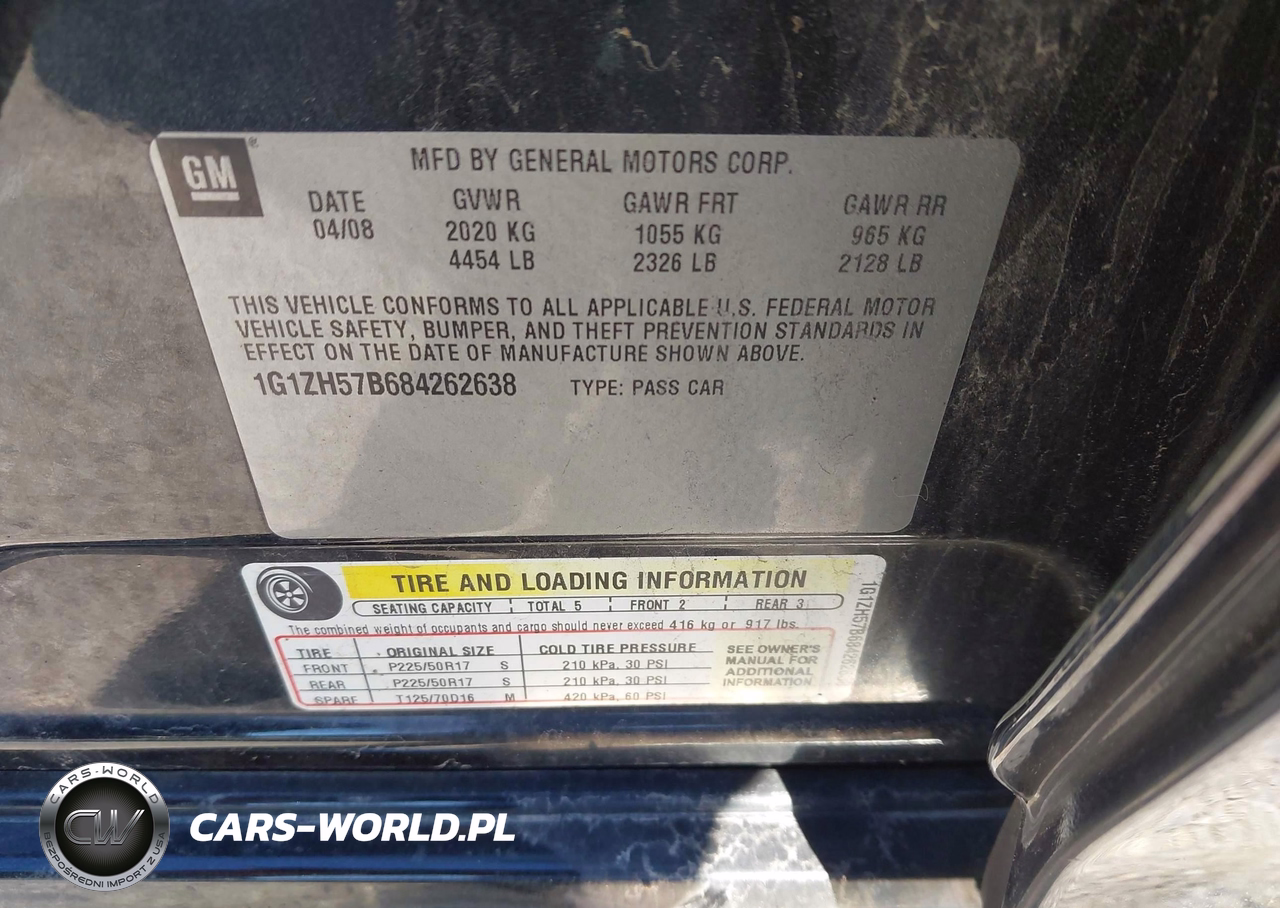 GM ®
MFD BY GENERAL MOTORS CORP.
DATE GVWR GAWR FRT GAWR RR
04/08 2020 KG 1055 KG 965 KG
4454 LB 2326 LB 2128 LB
THIS VEHICLE CONFORMS TO ALL APPLICABLE U.S. FEDERAL MOTOR
VEHICLE SAFETY, BUMPER, AND THEFT PREVENTION STANDARDS IN
EFFECT ON THE DATE OF MANUFACTURE SHOWN ABOVE.
1G1ZH57B684262638 TYPE: PASS CAR
TIRE AND LOADING INFORMATION
SEATING CAPACITY TOTAL 5 FRONT 2 REAR 3
The combined weight of occupants and cargo should never exceed 416 kg or 917 lbs.
TIRE ORIGINAL SIZE COLD TIRE PRESSURE
FRONT P225/50R17 S 210 kPa, 30 PSI
REAR P225/50R17 S 210 kPa, 30 PSI
SPARE T125/70D16 M 420 kPa, 60 PSI
SEE OWNER'S
MANUAL FOR
ADDITIONAL
INFORMATION
CARS-WORLD
CW
BEZPOŚREDNI IMPORT Z USA
CARS-WORLD.PL